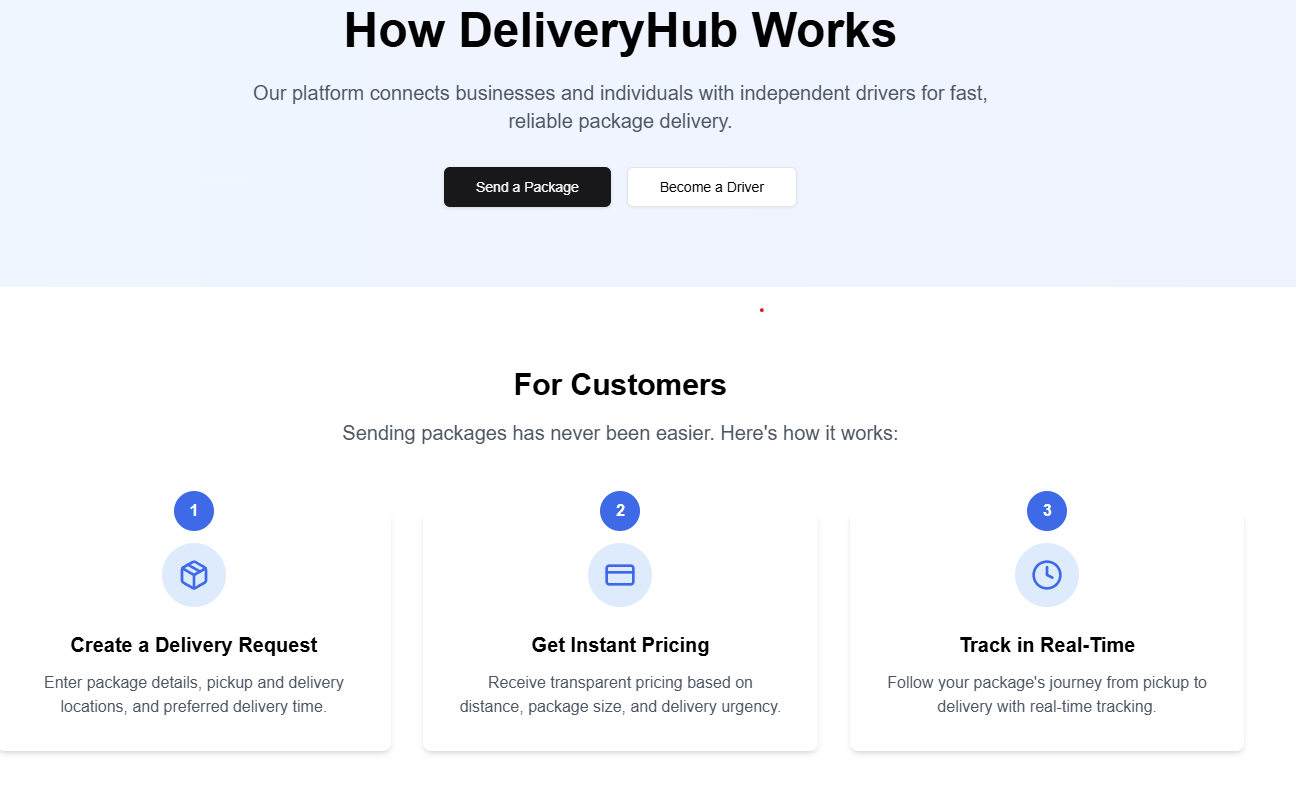 How DeliveryHub Works
Our platform connects businesses and individuals with independent drivers for fast,
reliable package delivery.
Send a Package
Become a Driver
For Customers
Sending packages has never been easier. Here's how it works:
1
2
3
Create a Delivery Request
Enter package details, pickup and delivery
locations, and preferred delivery time.
Get Instant Pricing
Receive transparent pricing based on
distance, package size, and delivery urgency.
Track in Real-Time
Follow your package's journey from pickup to
delivery with real-time tracking.